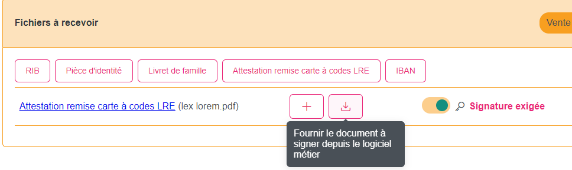 Fichiers à recevoir
Vente
RIB
Pièce d'identité
Livret de famille
Attestation remise carte à codes LRE
IBAN
Attestation remise carte à codes LRE (lex lorem.pdf)
Signature exigée
Fournir le document à
signer depuis le logiciel
métier